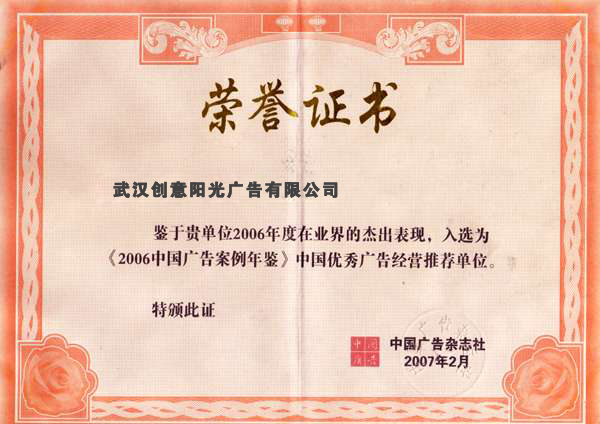 荣誉证书
武汉创意阳光广告有限公司
鉴于贵单位2006年度在业界的杰出表现，入选为
《2006中国广告案例年鉴》中国优秀广告经营推荐单位。
特颁此证
中国
广告
中国广告杂志社
2007年2月